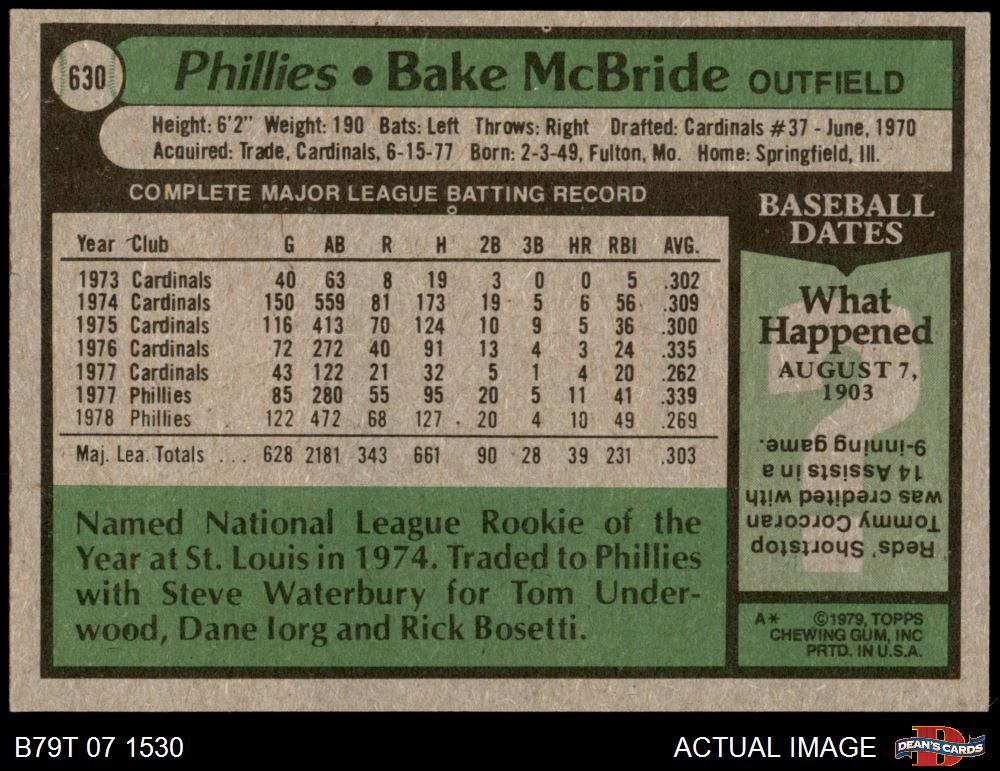 630
Phillies • Bake McBride OUTFIELD
Height: 6'2" Weight: 190 Bats: Left Throws: Right Drafted: Cardinals #37 - June, 1970
Acquired: Trade, Cardinals, 6-15-77 Born: 2-3-49, Fulton, Mo. Home: Springfield, Ill.
COMPLETE MAJOR LEAGUE BATTING RECORD
Year Club G AB R H 2B 3B HR RBI AVG.
1973 Cardinals 40 63 8 19 3 0 0 5 .302
1974 Cardinals 150 559 81 173 19 5 6 56 .309
1975 Cardinals 116 413 70 124 10 9 5 36 .300
1976 Cardinals 72 272 40 91 13 4 3 24 .335
1977 Cardinals 43 122 21 32 5 1 4 20 .262
1977 Phillies 85 280 55 95 20 5 11 41 .339
1978 Phillies 122 472 68 127 20 4 10 49 .269
Maj. Lea. Totals ... 628 2181 343 661 90 28 39 231 .303
Named National League Rookie of the
Year at St. Louis in 1974. Traded to Phillies
with Steve Waterbury for Tom Under-
wood, Dane Iorg and Rick Bosetti.
BASEBALL
DATES
What
Happened
AUGUST 7,
1903
?
Reds' Shortstop
Tommy Corcoran
was credited with
14 Assists in a
9-inning game.
A* ©1979, TOPPS
CHEWING GUM, INC
PRTD. IN U.S.A.
B79T 07 1530
ACTUAL IMAGE
D
DEAN'S CARDS